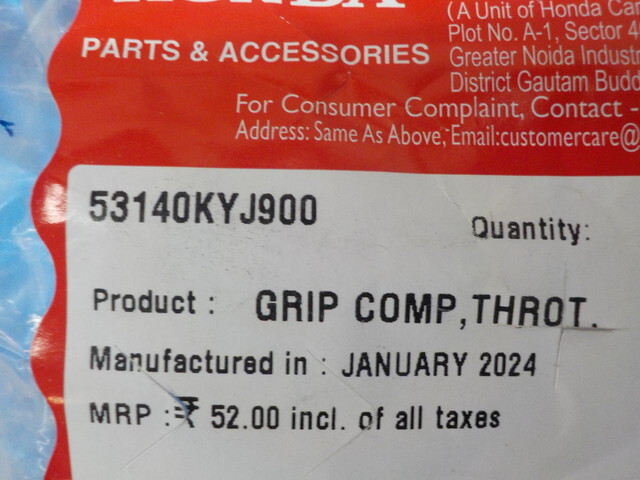 HONDA
PARTS & ACCESSORIES
(A Unit of Honda Car
Plot No. A-1, Sector 4
Greater Noida Industr
District Gautam Budd
For Consumer Complaint, Contact -
Address: Same As Above, Email:customercare@
53140KYJ900
Quantity:
Product : GRIP COMP,THROT.
Manufactured in : JANUARY 2024
MRP :₹ 52.00 incl. of all taxes